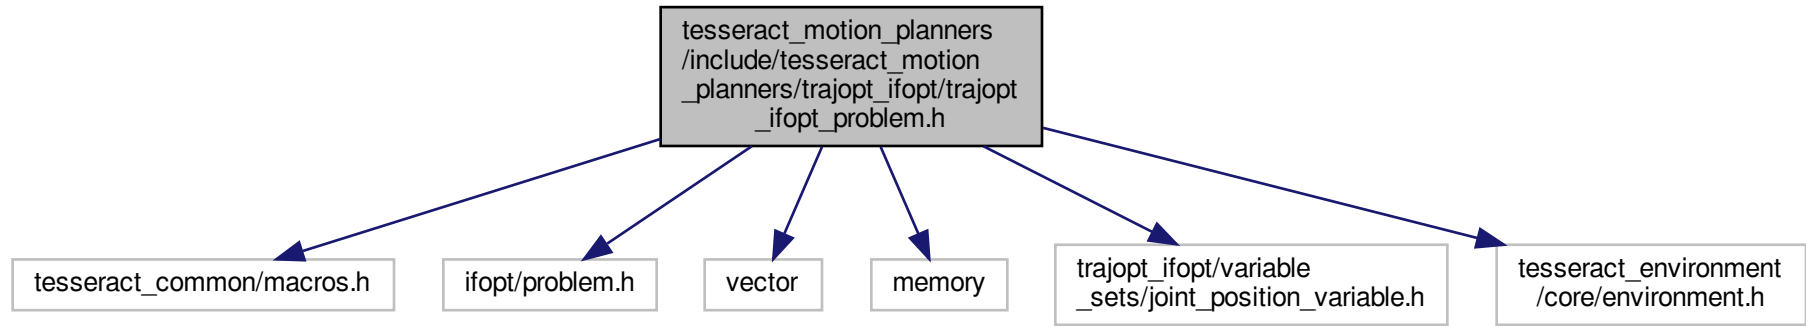 tesseract_motion_planners
/include/tesseract_motion
_planners/trajopt_ifopt/trajopt
_ifopt_problem.h
tesseract_common/macros.h
ifopt/problem.h
vector
memory
trajopt_ifopt/variable
_sets/joint_position_variable.h
tesseract_environment
/core/environment.h